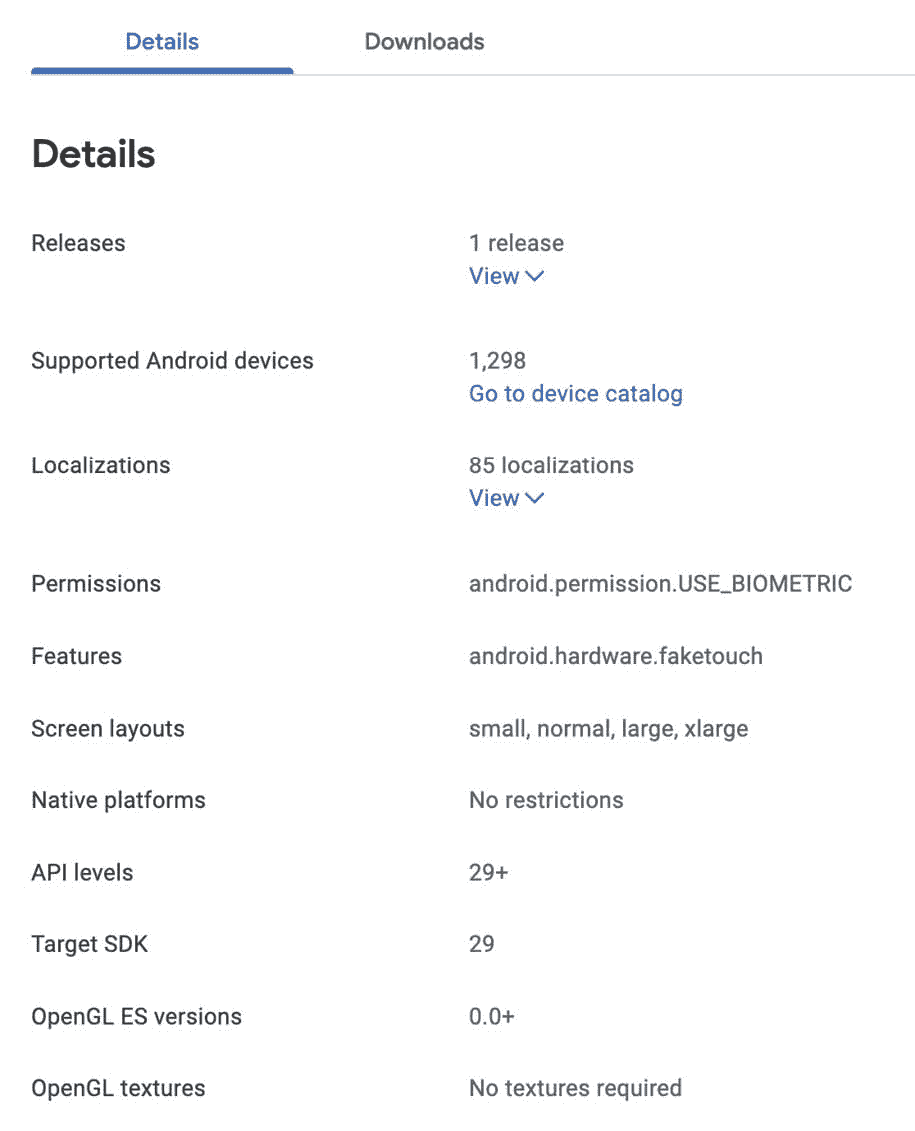 Details Downloads
Details
Releases 1 release
View
Supported Android devices 1,298
Go to device catalog
Localizations 85 localizations
View
Permissions android.permission.USE_BIOMETRIC
Features android.hardware.faketouch
Screen layouts small, normal, large, xlarge
Native platforms No restrictions
API levels 29+
Target SDK 29
OpenGL ES versions 0.0+
OpenGL textures No textures required